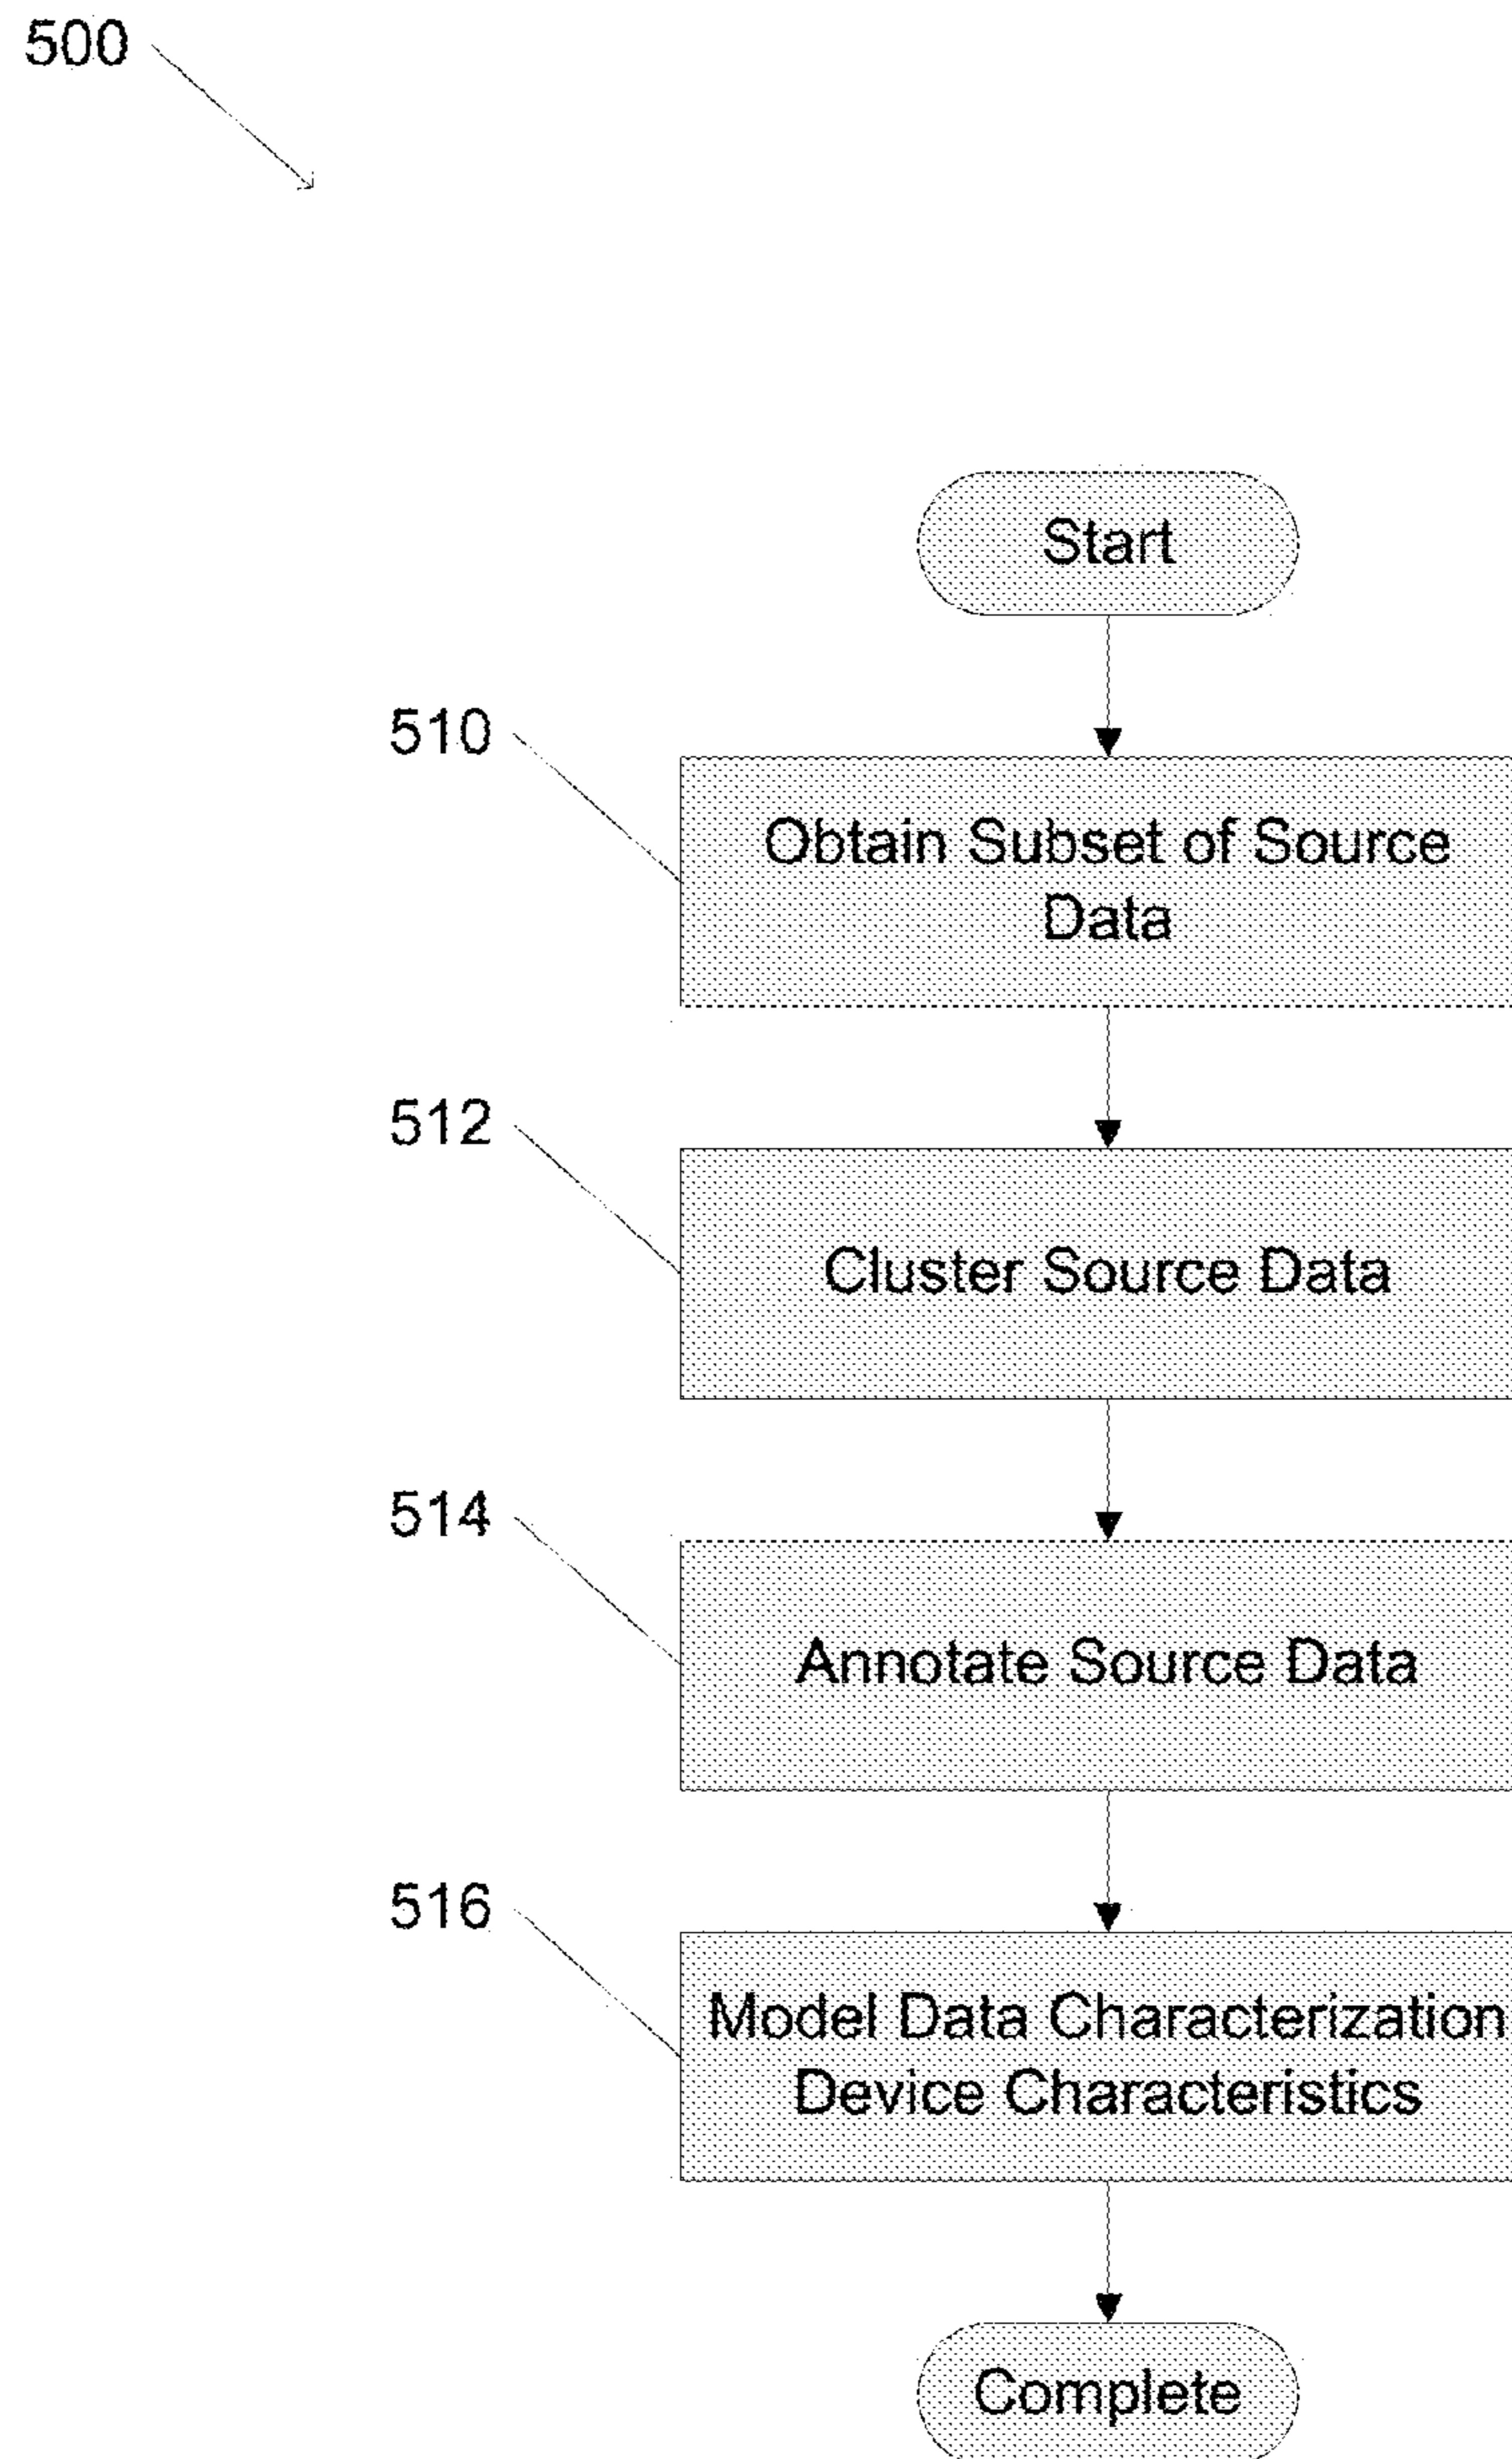 500
Start
510
Obtain Subset of Source
Data
512
Cluster Source Data
514
Annotate Source Data
516
Model Data Characterization
Device Characteristics
Complete